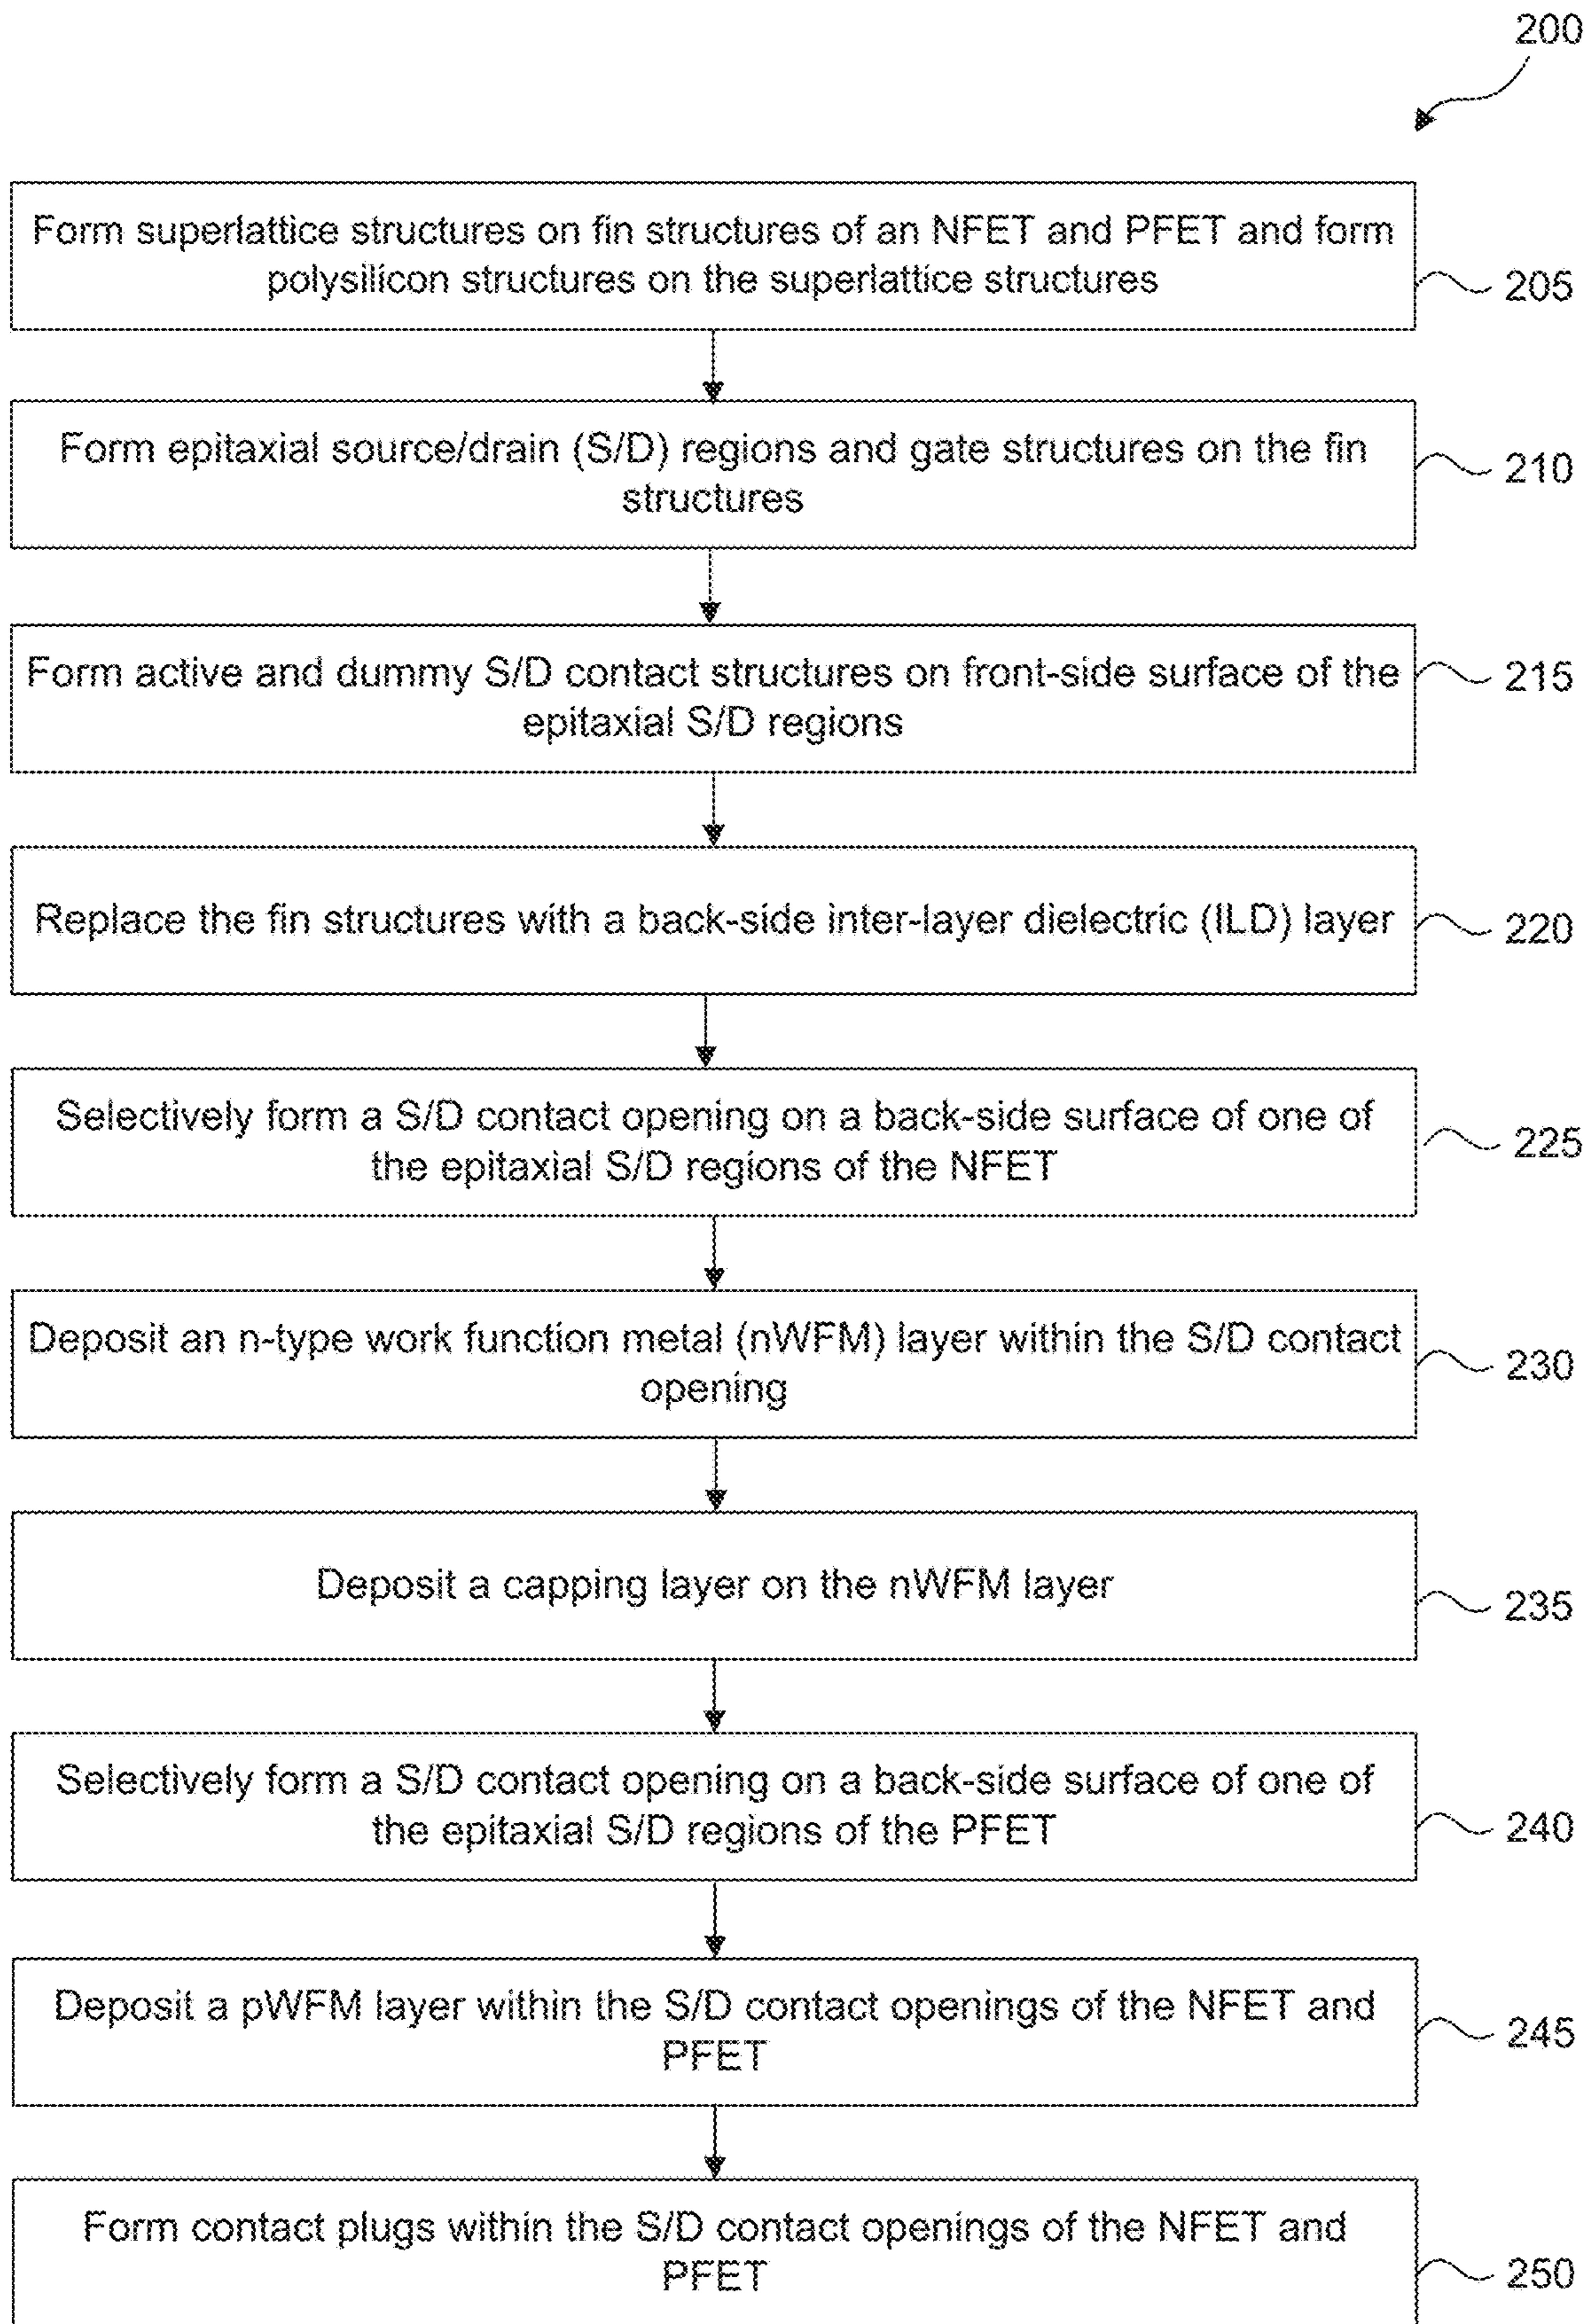 200
Form superlattice structures on fin structures of an NFET and PFET and form
polysilicon structures on the superlattice structures
205
Form epitaxial source/drain (S/D) regions and gate structures on the fin
structures
210
Form active and dummy S/D contact structures on front-side surface of the
epitaxial S/D regions
215
Replace the fin structures with a back-side inter-layer dielectric (ILD) layer
220
Selectively form a S/D contact opening on a back-side surface of one of
the epitaxial S/D regions of the NFET
225
Deposit an n-type work function metal (nWFM) layer within the S/D contact
opening
230
Deposit a capping layer on the nWFM layer
235
Selectively form a S/D contact opening on a back-side surface of one of
the epitaxial S/D regions of the PFET
240
Deposit a pWFM layer within the S/D contact openings of the NFET and
PFET
245
Form contact plugs within the S/D contact openings of the NFET and
PFET
250